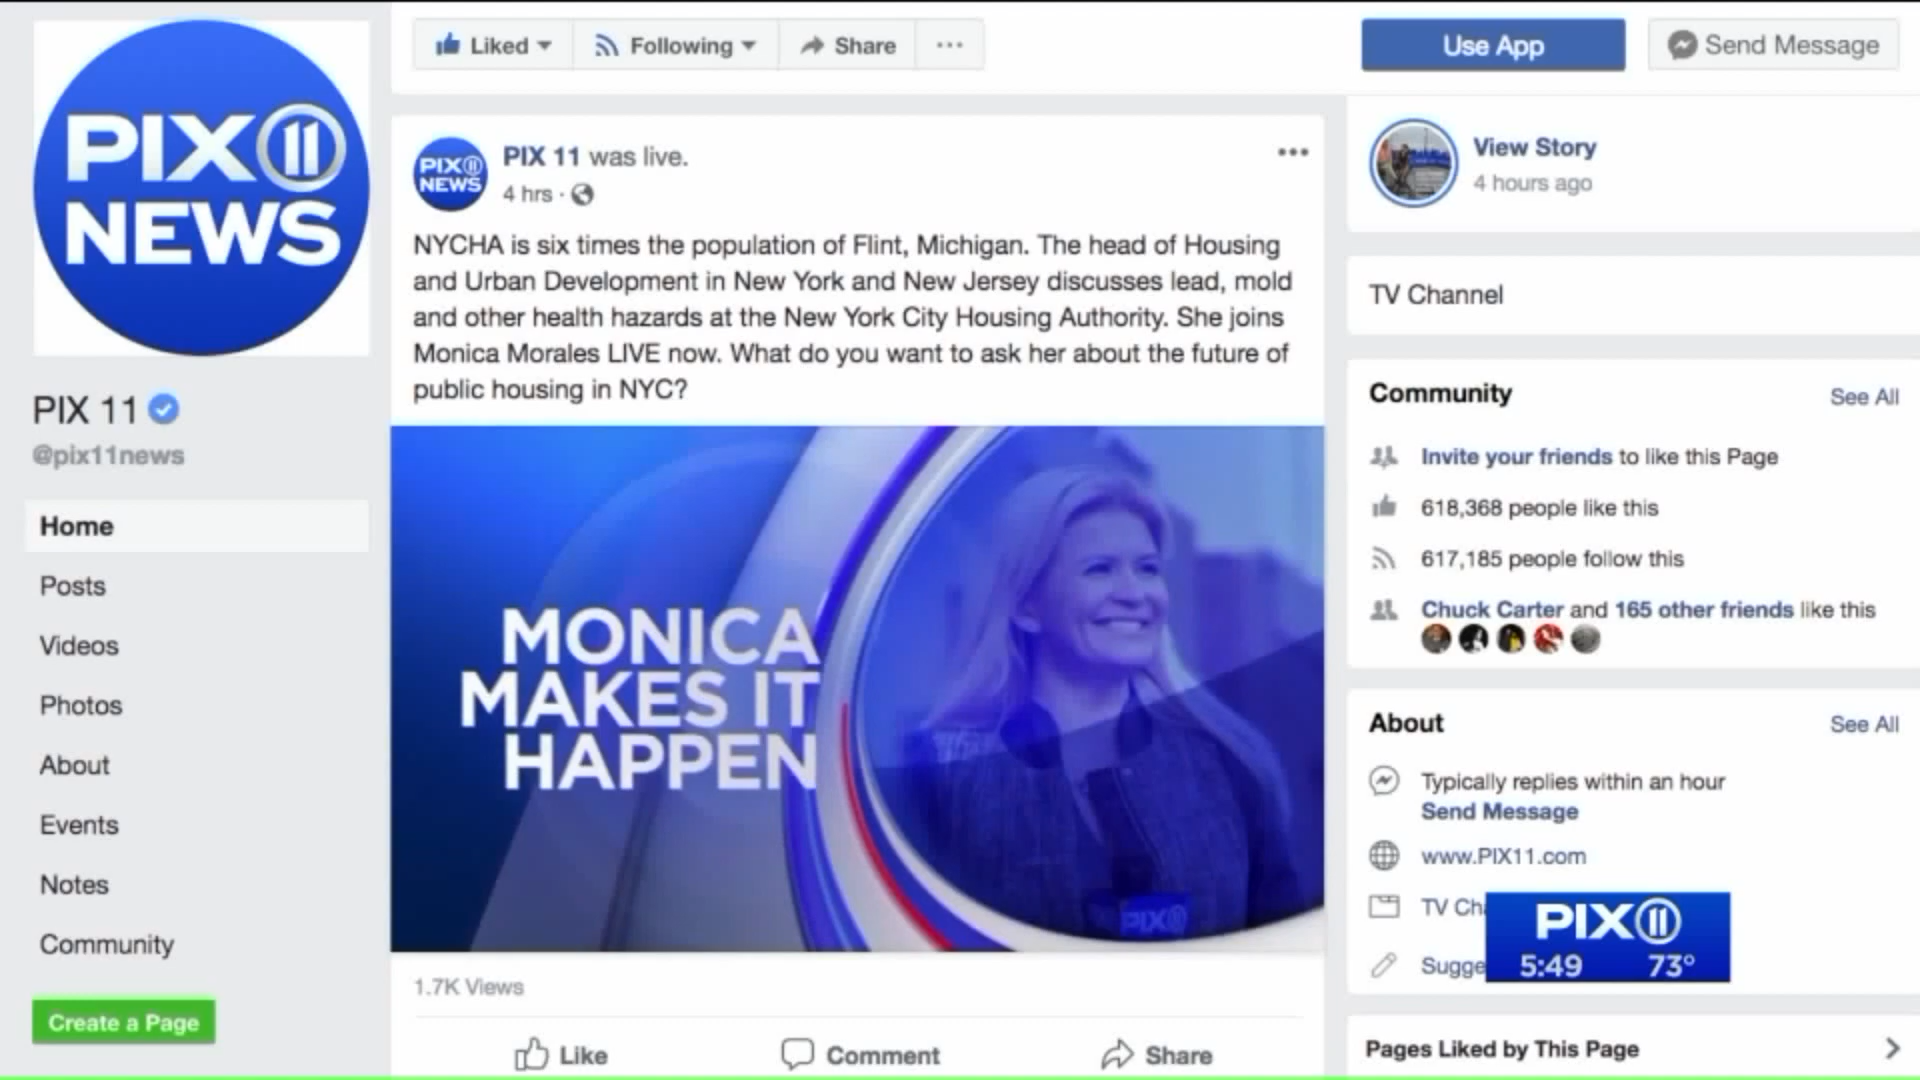 PIX11
NEWS
PIX 11
@pix11news
Home
Posts
Videos
Photos
About
Events
Notes
Community
Create a Page
Liked
Following
Share
Use App
Send Message
PIX11
NEWS
PIX 11 was live.
4 hrs ·
NYCHA is six times the population of Flint, Michigan. The head of Housing
and Urban Development in New York and New Jersey discusses lead, mold
and other health hazards at the New York City Housing Authority. She joins
Monica Morales LIVE now. What do you want to ask her about the future of
public housing in NYC?
MONICA
MAKES IT
HAPPEN
PIX11
1.7K Views
Like
Comment
Share
View Story
4 hours ago
TV Channel
Community
See All
Invite your friends to like this Page
618,368 people like this
617,185 people follow this
Chuck Carter and 165 other friends like this
About
See All
Typically replies within an hour
Send Message
www.PIX11.com
TV Ch
Sugge
PIX11
5:49 73°
Pages Liked by This Page